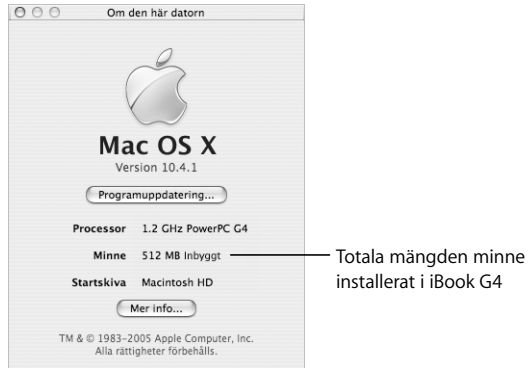 Om den här datorn
Mac OS X
Version 10.4.1
Programuppdatering...
Processor 1.2 GHz PowerPC G4
Minne 512 MB Inbyggt
Totala mängden minne
installerat i iBook G4
Startskiva Macintosh HD
Mer info...
TM & © 1983–2005 Apple Computer, Inc.
Alla rättigheter förbehålls.